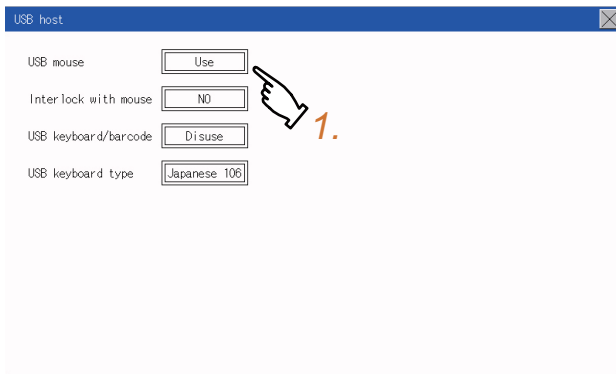 USB host
USB mouse Use
Interlock with mouse NO
1.
USB keyboard/barcode Disuse
USB keyboard type Japanese 106